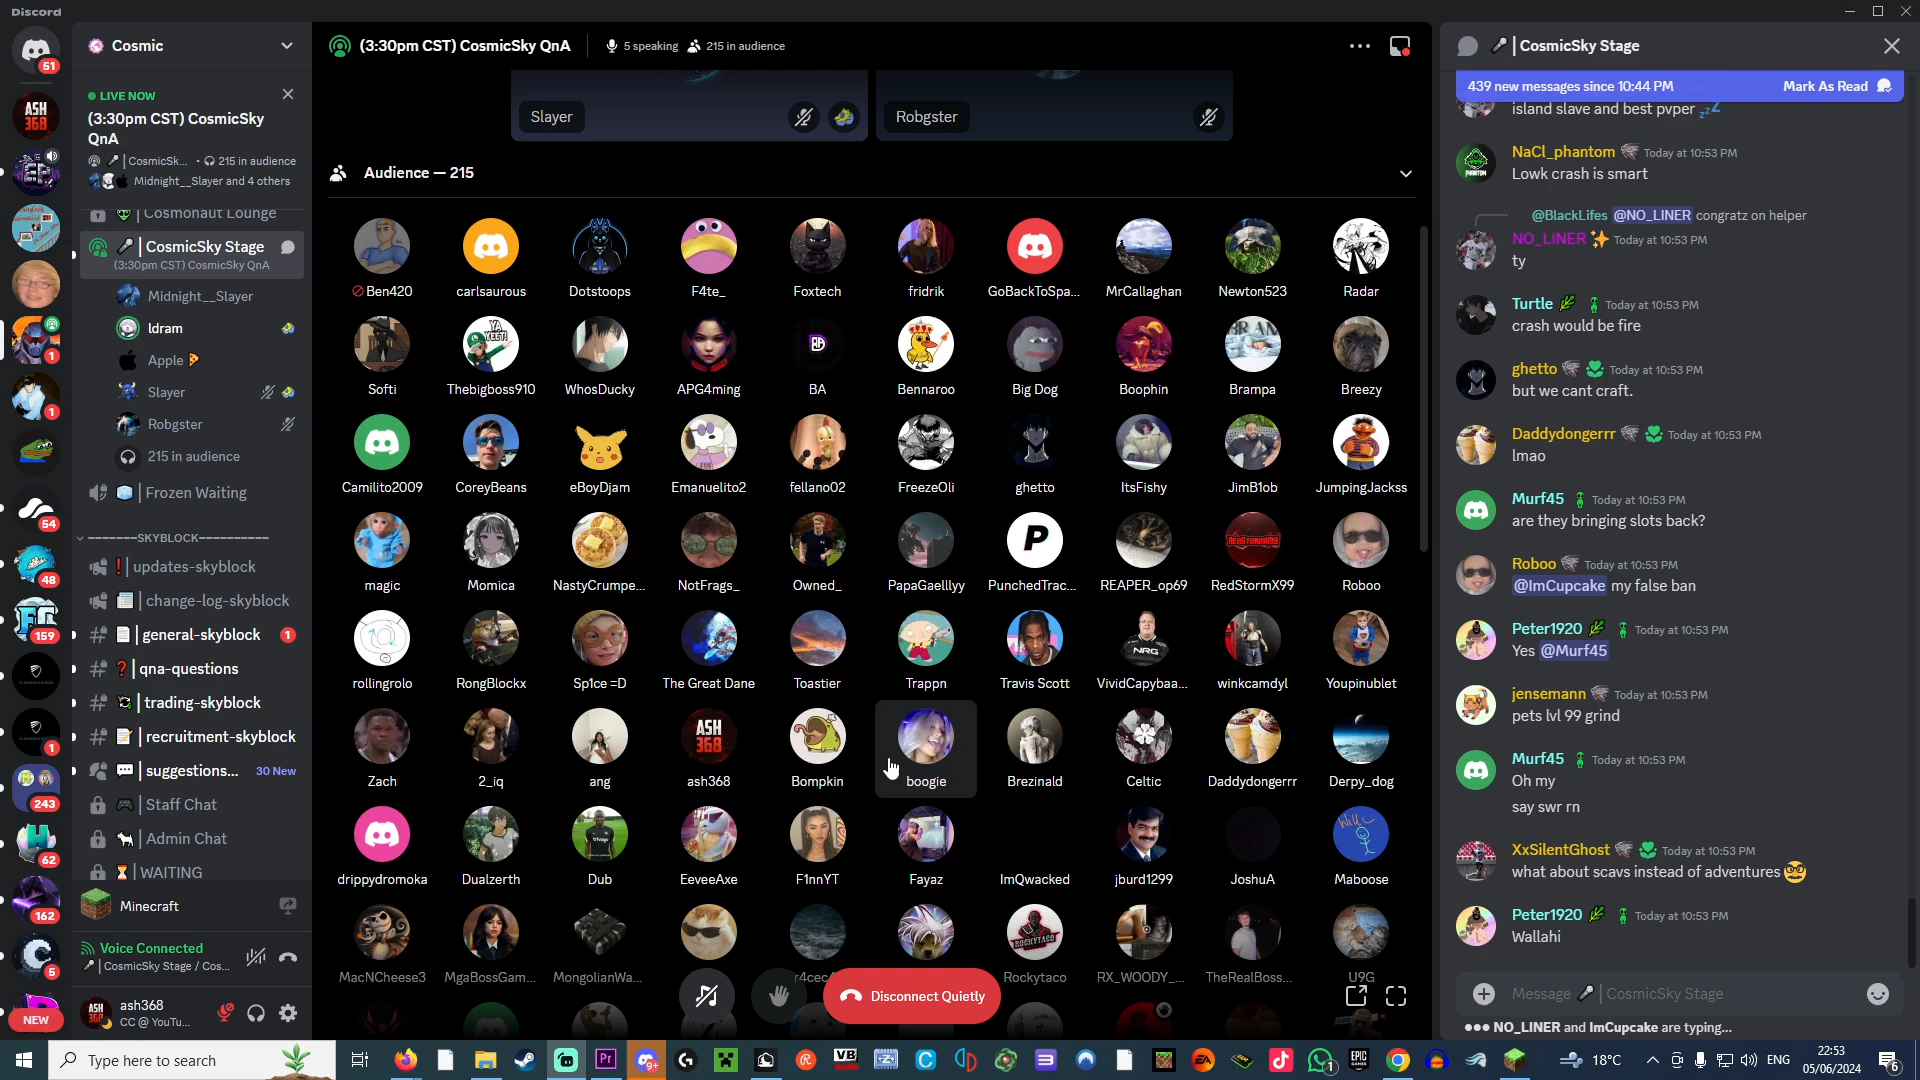 Discord
51
ASH
368
1
1
54
48
159
1
243
62
162
5
NEW
Cosmic
LIVE NOW
(3:30pm CST) CosmicSky
QnA
| CosmicSk... • 215 in audience
Midnight__Slayer and 4 others
| Cosmonaut Lounge
| CosmicSky Stage
(3:30pm CST) CosmicSky QnA
Midnight__Slayer
ldram
Apple
Slayer
Robgster
215 in audience
| Frozen Waiting
-------SKYBLOCK----------
| updates-skyblock
| change-log-skyblock
| general-skyblock 1
| qna-questions
| trading-skyblock
| recruitment-skyblock
| suggestions... 30 New
| Staff Chat
| Admin Chat
| WAITING
Minecraft
Voice Connected
| CosmicSky Stage / Cos...
ash368
CC @ YouTu...
(3:30pm CST) CosmicSky QnA 5 speaking 215 in audience
Slayer
Robgster
Audience — 215
Ben420 carlsaurous Dotstoops F4te_ Foxtech fridrik GoBackToSpa... MrCallaghan Newton523 Radar
Softi Thebigboss910 WhosDucky APG4ming BA Bennaroo Big Dog Boophin Brampa Breezy
Camilito2009 CoreyBeans eBoyDjam Emanuelito2 fellano02 FreezeOli ghetto ItsFishy JimB1ob JumpingJackss
magic Momica NastyCrumpe... NotFrags_ Owned_ PapaGaelllyy PunchedTrac... REAPER_op69 RedStormX99 Roboo
rollingrolo RongBlockx Sp1ce =D The Great Dane Toastier Trappn Travis Scott VividCapybaa... winkcamdyl Youpinublet
Zach 2_iq ang ash368 Bompkin boogie Brezinald Celtic Daddydongerrr Derpy_dog
drippydromoka Dualzerth Dub EeveeAxe F1nnYT Fayaz ImQwacked jburd1299 JoshuA Maboose
MacNCheese3 MgaBossGam... MongolianWa... Rockytaco RX_WOODY_... TheRealBoss... U9G
Disconnect Quietly
| CosmicSky Stage
439 new messages since 10:44 PM Mark As Read
island slave and best pvper
NaCl_phantom Today at 10:53 PM
Lowk crash is smart
@BlackLifes @NO_LINER congratz on helper
NO_LINER Today at 10:53 PM
ty
Turtle Today at 10:53 PM
crash would be fire
ghetto Today at 10:53 PM
but we cant craft.
Daddydongerrr Today at 10:53 PM
lmao
Murf45 Today at 10:53 PM
are they bringing slots back?
Roboo Today at 10:53 PM
@ImCupcake my false ban
Peter1920 Today at 10:53 PM
Yes @Murf45
jensemann Today at 10:53 PM
pets lvl 99 grind
Murf45 Today at 10:53 PM
Oh my
say swr rn
XxSilentGhost Today at 10:53 PM
what about scavs instead of adventures
Peter1920 Today at 10:53 PM
Wallahi
Message | CosmicSky Stage
NO_LINER and ImCupcake are typing...
Type here to search
18°C
ENG
22:53
05/06/2024
6